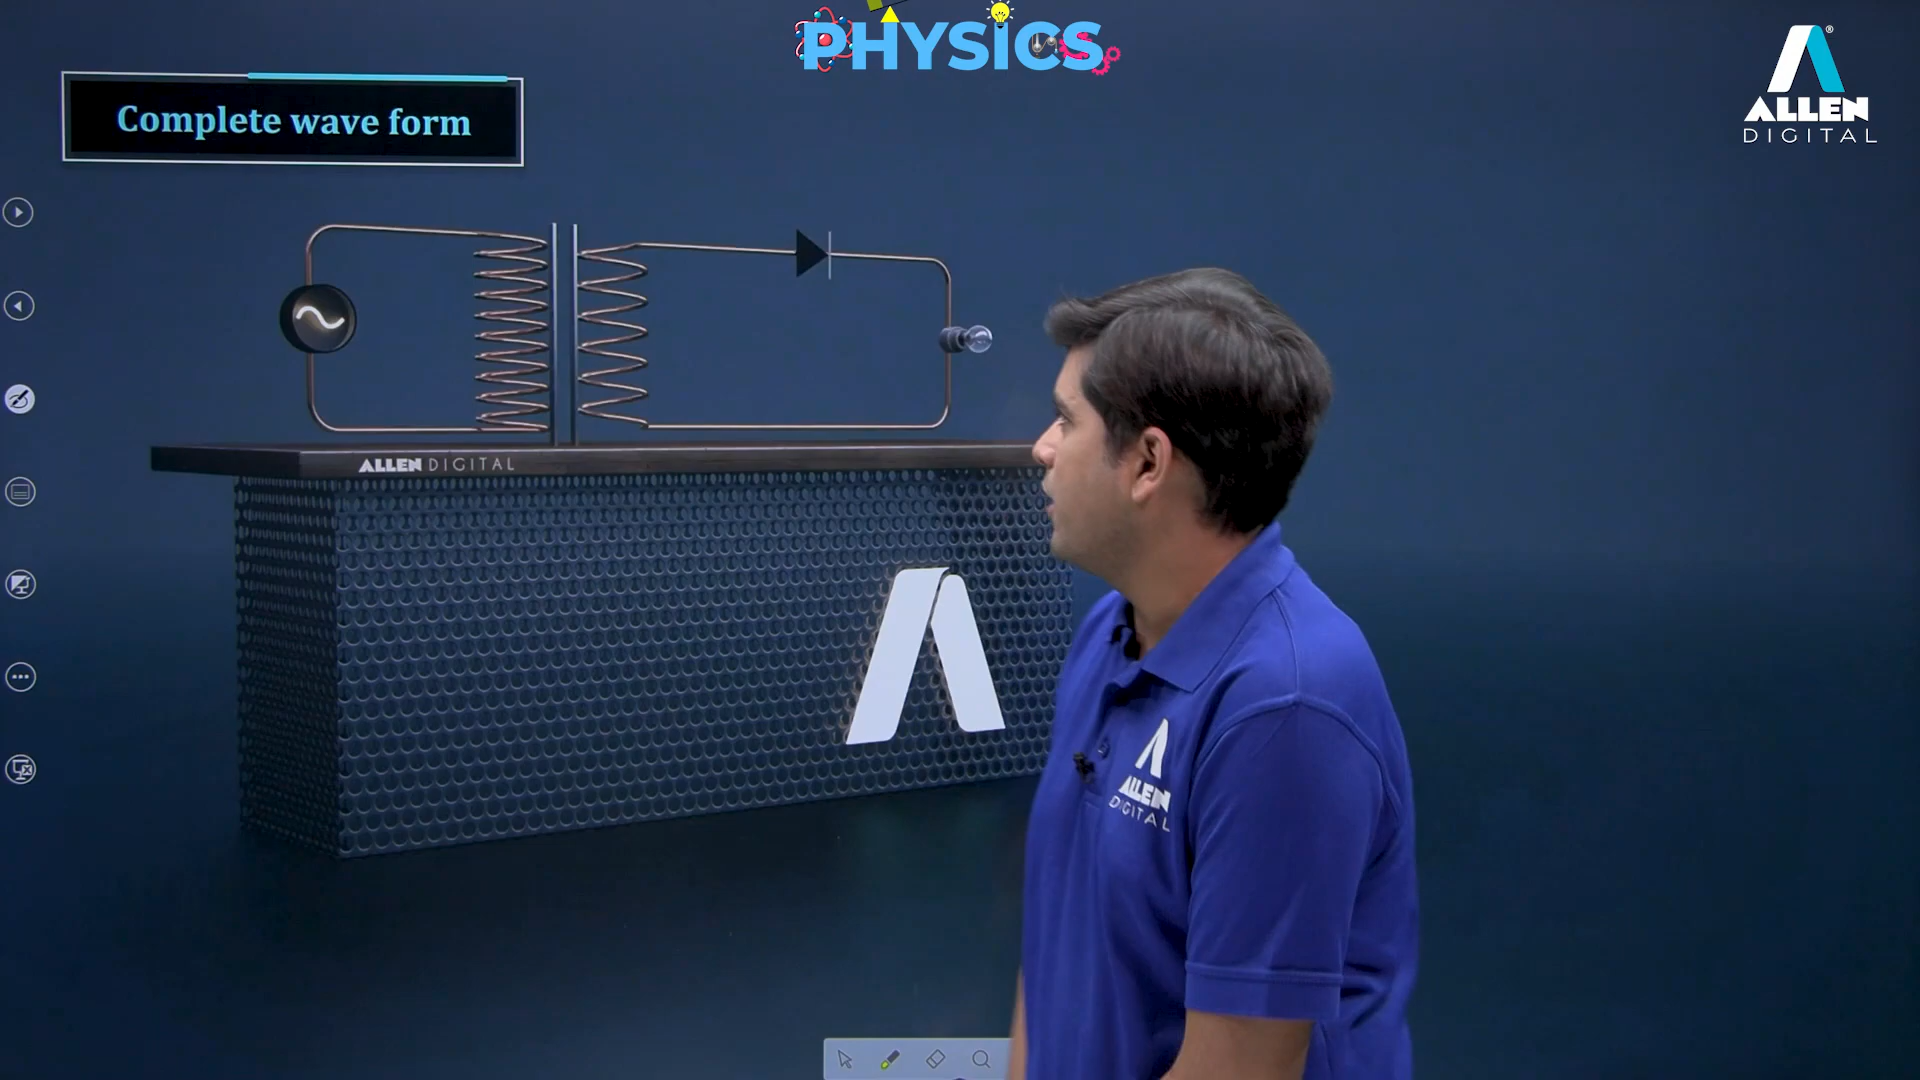 PHYSICS
ALLEN
DIGITAL
Complete wave form
ALLEN DIGITAL
ALLEN
DIGITAL